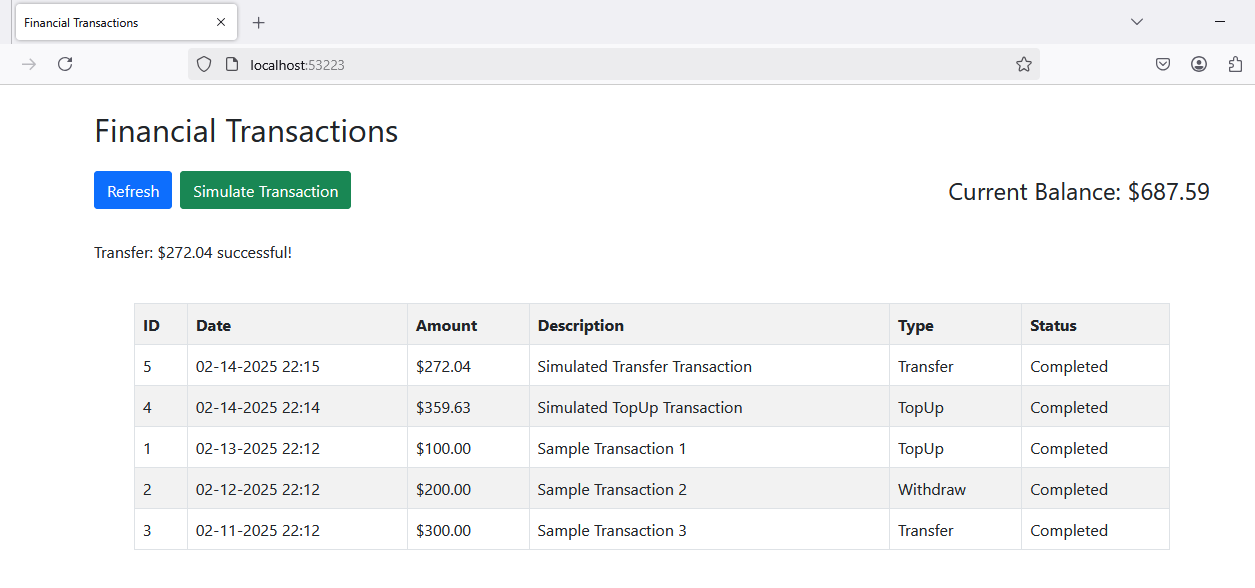 Financial Transactions
localhost:53223
Financial Transactions
Refresh Simulate Transaction Current Balance: $687.59
Transfer: $272.04 successful!
ID Date Amount Description Type Status
5 02-14-2025 22:15 $272.04 Simulated Transfer Transaction Transfer Completed
4 02-14-2025 22:14 $359.63 Simulated TopUp Transaction TopUp Completed
1 02-13-2025 22:12 $100.00 Sample Transaction 1 TopUp Completed
2 02-12-2025 22:12 $200.00 Sample Transaction 2 Withdraw Completed
3 02-11-2025 22:12 $300.00 Sample Transaction 3 Transfer Completed